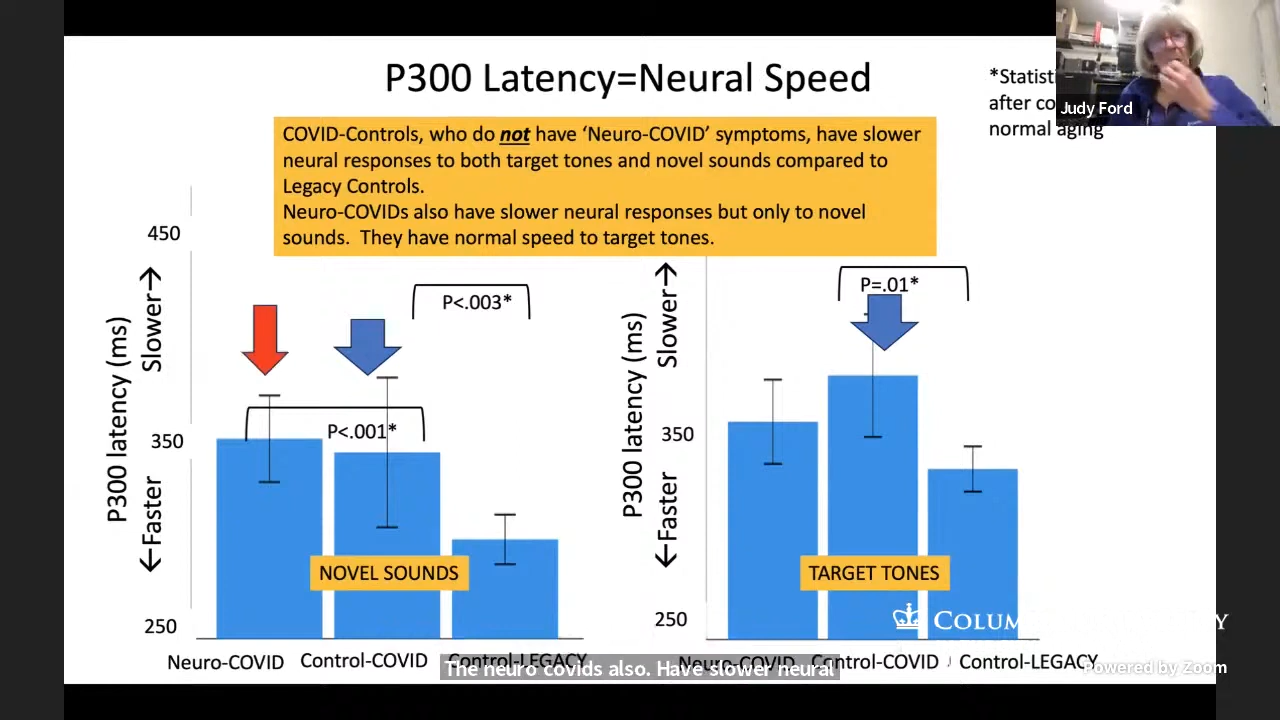 P300 Latency=Neural Speed
*Statisti
after co
normal aging
Judy Ford
COVID-Controls, who do not have ‘Neuro-COVID’ symptoms, have slower
neural responses to both target tones and novel sounds compared to
Legacy Controls.
Neuro-COVIDs also have slower neural responses but only to novel
sounds. They have normal speed to target tones.
P300 latency (ms)
←Faster Slower→
450
350
250
P<.003*
P<.001*
NOVEL SOUNDS
Neuro-COVID Control-COVID Control-LEGACY
P300 latency (ms)
←Faster Slower→
350
250
P=.01*
TARGET TONES
Neuro-COVID Control-COVID Control-LEGACY
The neuro covids also. Have slower neural
Powered by Zoom